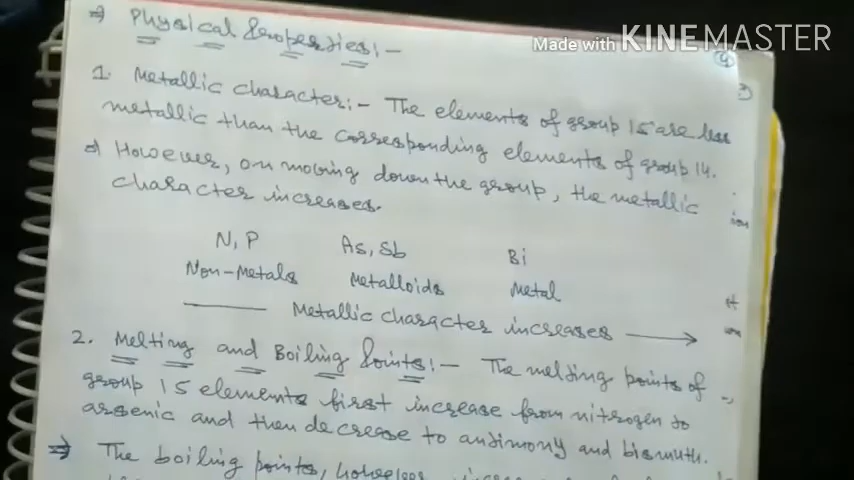 Made with KINEMASTER
⇒ Physical Properties:-
4
1. Metallic character:- The elements of group 15 are less
metallic than the corresponding elements of group 14.
⇒ However, on moving down the group, the metallic
character increases.
N, P As, Sb Bi
Non-Metals Metalloids Metal
Metallic character increases →
2. Melting and Boiling Points:- The melting points of
group 15 elements first increase from nitrogen to
arsenic and then decrease to antimony and bismuth.
⇒ The boiling points, however